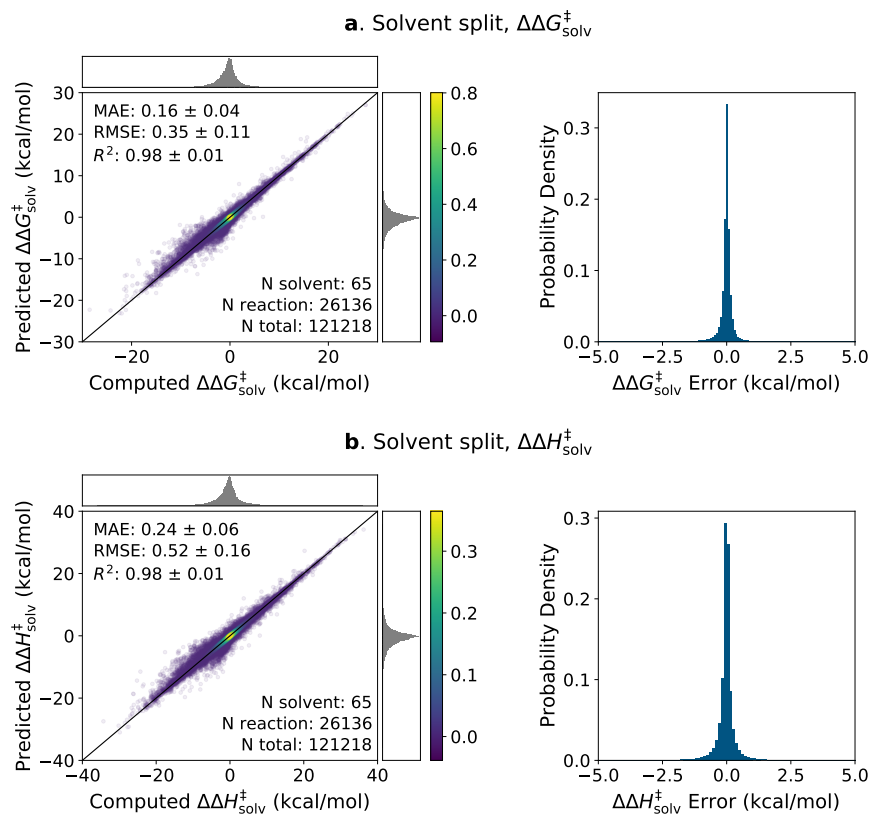 a. Solvent split, ΔΔG‡solv
30
20
10
0
−10
−20
−30
Predicted ΔΔG‡solv (kcal/mol)
MAE: 0.16 ± 0.04
RMSE: 0.35 ± 0.11
R²: 0.98 ± 0.01
N solvent: 65
N reaction: 26136
N total: 121218
−20
0
20
Computed ΔΔG‡solv (kcal/mol)
0.8
0.6
0.4
0.2
0.0
Probability Density
0.3
0.2
0.1
0.0
−5.0
−2.5
0.0
2.5
5.0
ΔΔG‡solv Error (kcal/mol)
b. Solvent split, ΔΔH‡solv
40
20
0
−20
−40
Predicted ΔΔH‡solv (kcal/mol)
MAE: 0.24 ± 0.06
RMSE: 0.52 ± 0.16
R²: 0.98 ± 0.01
N solvent: 65
N reaction: 26136
N total: 121218
−40
−20
0
20
40
Computed ΔΔH‡solv (kcal/mol)
0.3
0.2
0.1
0.0
Probability Density
0.3
0.2
0.1
0.0
−5.0
−2.5
0.0
2.5
5.0
ΔΔH‡solv Error (kcal/mol)